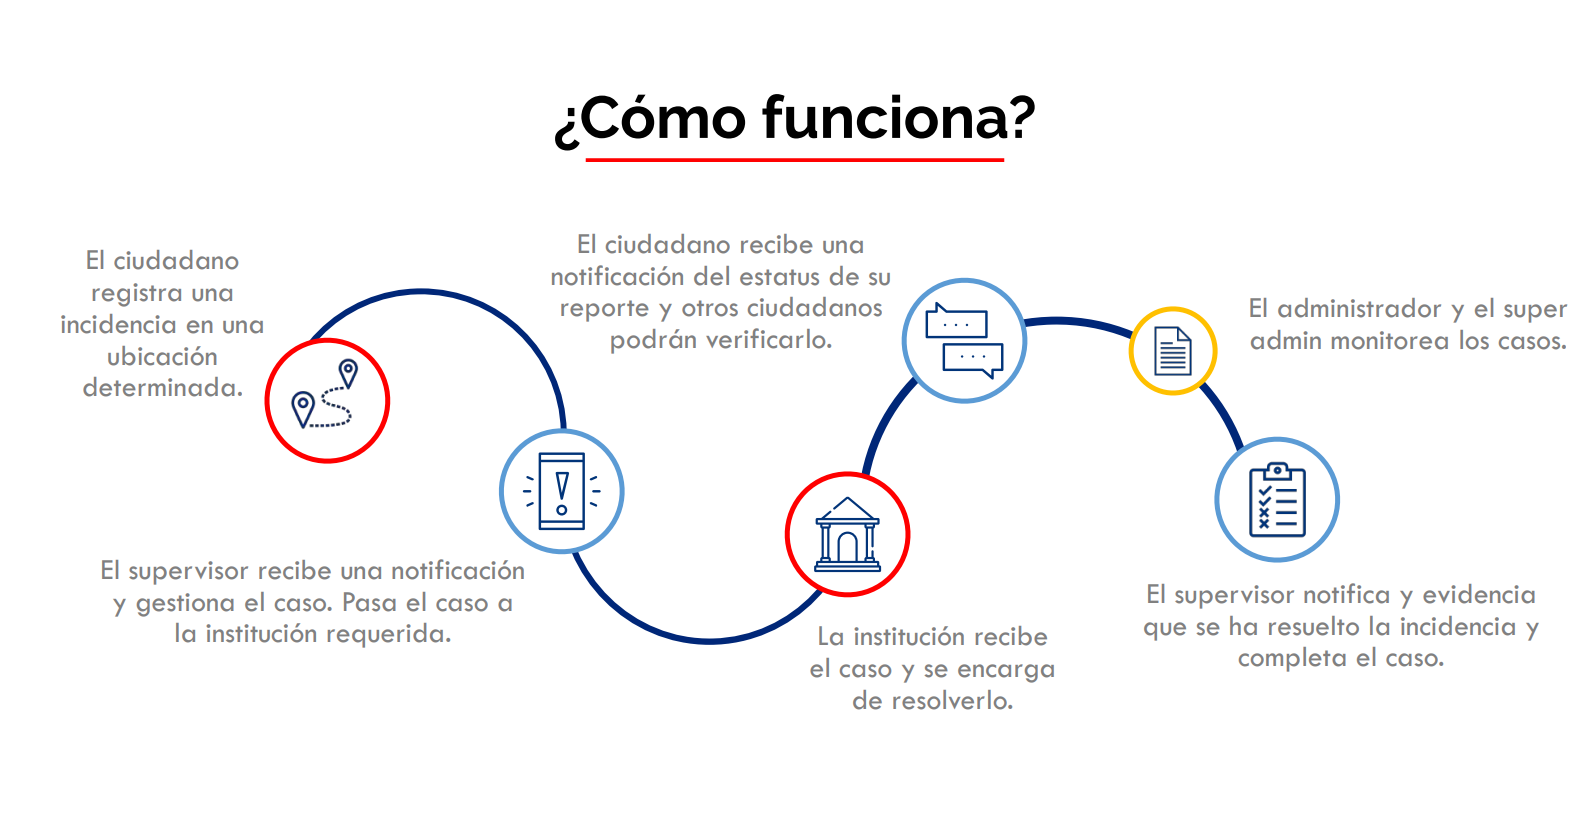 ¿Cómo funciona?
El ciudadano
registra una
incidencia en una
ubicación
determinada.
El supervisor recibe una notificación
y gestiona el caso. Pasa el caso a
la institución requerida.
La institución recibe
el caso y se encarga
de resolverlo.
El ciudadano recibe una
notificación del estatus de su
reporte y otros ciudadanos
podrán verificarlo.
El administrador y el super
admin monitorea los casos.
El supervisor notifica y evidencia
que se ha resuelto la incidencia y
completa el caso.